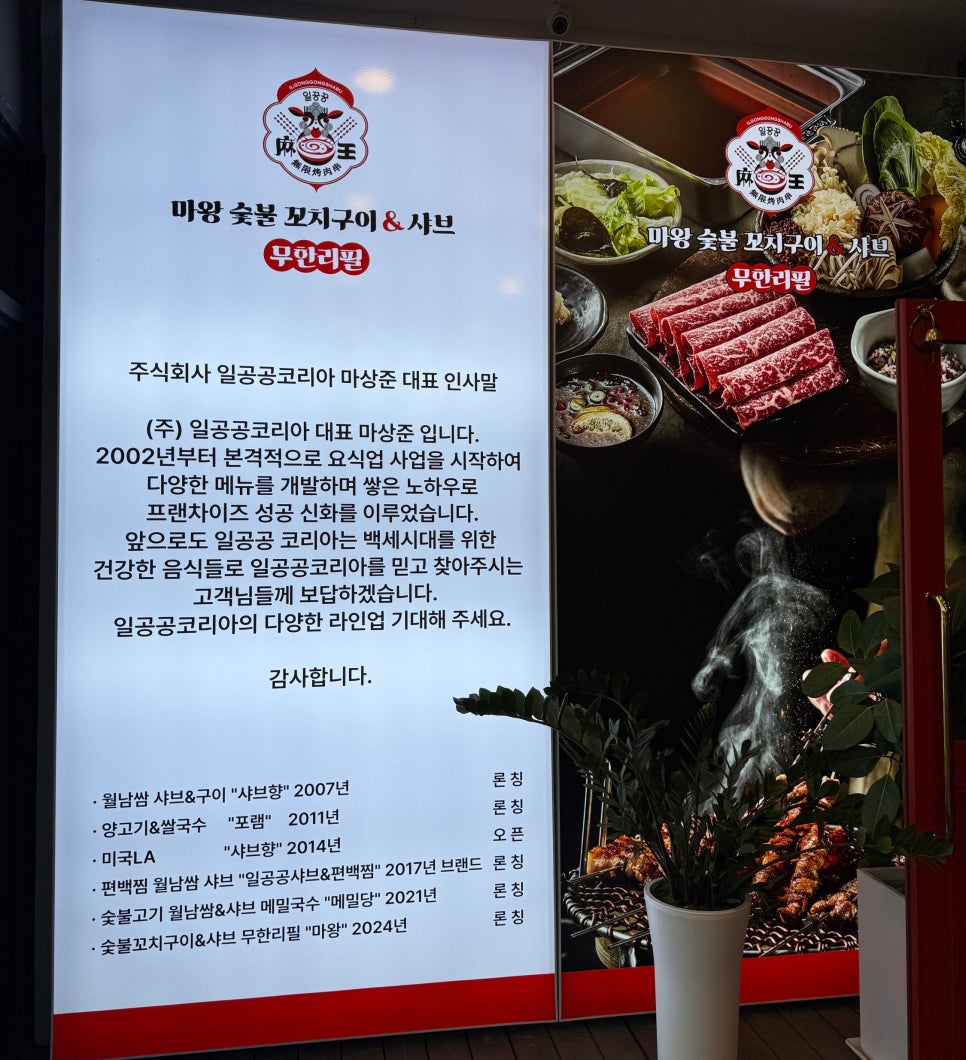 ILGONGGONGSHABU
일공공
麻王
無限烤肉串
마왕 숯불 꼬치구이 & 샤브
무한리필
주식회사 일공공코리아 마상준 대표 인사말
(주) 일공공코리아 대표 마상준 입니다.
2002년부터 본격적으로 요식업 사업을 시작하여
다양한 메뉴를 개발하며 쌓은 노하우로
프랜차이즈 성공 신화를 이루었습니다.
앞으로도 일공공 코리아는 백세시대를 위한
건강한 음식들로 일공공코리아를 믿고 찾아주시는
고객님들께 보답하겠습니다.
일공공코리아의 다양한 라인업 기대해 주세요.
감사합니다.
· 월남쌈 샤브&구이 "샤브향" 2007년 론 칭
· 양고기&쌀국수 "포램" 2011년 론 칭
· 미국LA "샤브향" 2014년 오 픈
· 편백찜 월남쌈 샤브 "일공공샤브&편백찜" 2017년 브랜드 론 칭
· 숯불고기 월남쌈&샤브 메밀국수 "메밀당" 2021년 론 칭
· 숯불꼬치구이&샤브 무한리필 "마왕" 2024년 론 칭
ILGONGGONGSHABU
일공공
麻王
無限烤肉串
마왕 숯불 꼬치구이 & 샤브
무한리필